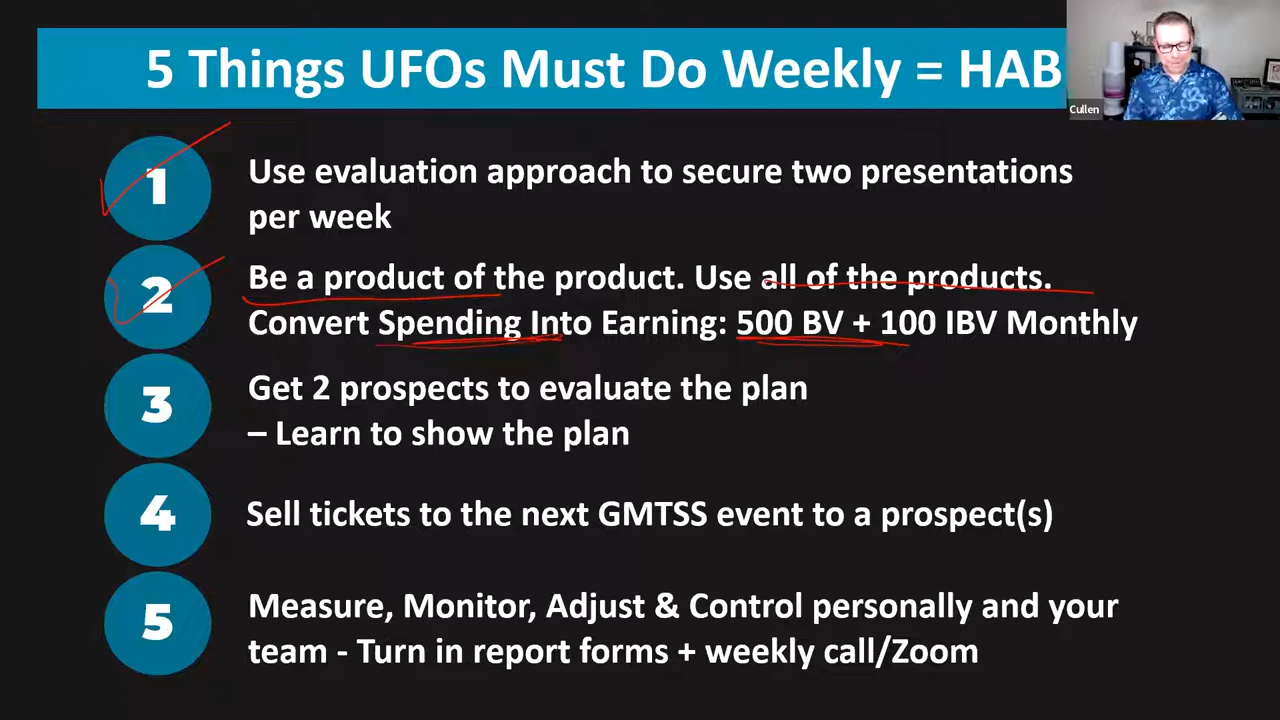 5 Things UFOs Must Do Weekly = HAB
Cullen
1
Use evaluation approach to secure two presentations
per week
2
Be a product of the product. Use all of the products.
Convert Spending Into Earning: 500 BV + 100 IBV Monthly
3
Get 2 prospects to evaluate the plan
– Learn to show the plan
4
Sell tickets to the next GMTSS event to a prospect(s)
5
Measure, Monitor, Adjust & Control personally and your
team - Turn in report forms + weekly call/Zoom